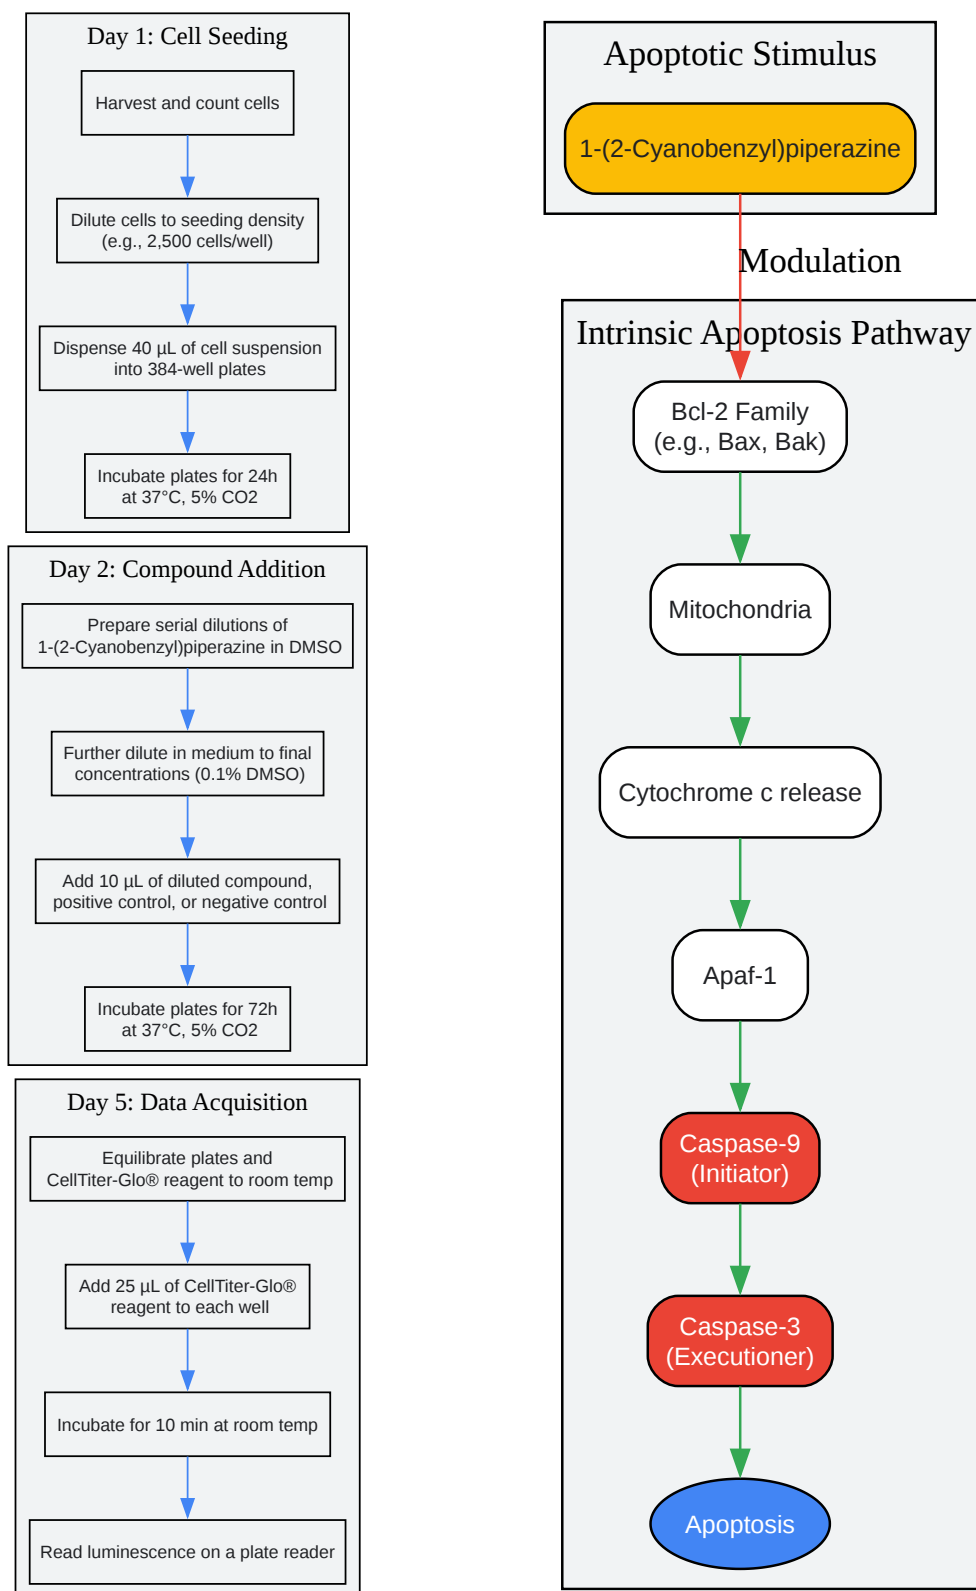 Day 1: Cell Seeding
Harvest and count cells
Dilute cells to seeding density
(e.g., 2,500 cells/well)
Dispense 40 µL of cell suspension
into 384-well plates
Incubate plates for 24h
at 37°C, 5% CO2
Day 2: Compound Addition
Prepare serial dilutions of
1-(2-Cyanobenzyl)piperazine in DMSO
Further dilute in medium to final
concentrations (0.1% DMSO)
Add 10 µL of diluted compound,
positive control, or negative control
Incubate plates for 72h
at 37°C, 5% CO2
Day 5: Data Acquisition
Equilibrate plates and
CellTiter-Glo® reagent to room temp
Add 25 µL of CellTiter-Glo®
reagent to each well
Incubate for 10 min at room temp
Read luminescence on a plate reader
Apoptotic Stimulus
1-(2-Cyanobenzyl)piperazine
Modulation
Intrinsic Apoptosis Pathway
Bcl-2 Family
(e.g., Bax, Bak)
Mitochondria
Cytochrome c release
Apaf-1
Caspase-9
(Initiator)
Caspase-3
(Executioner)
Apoptosis